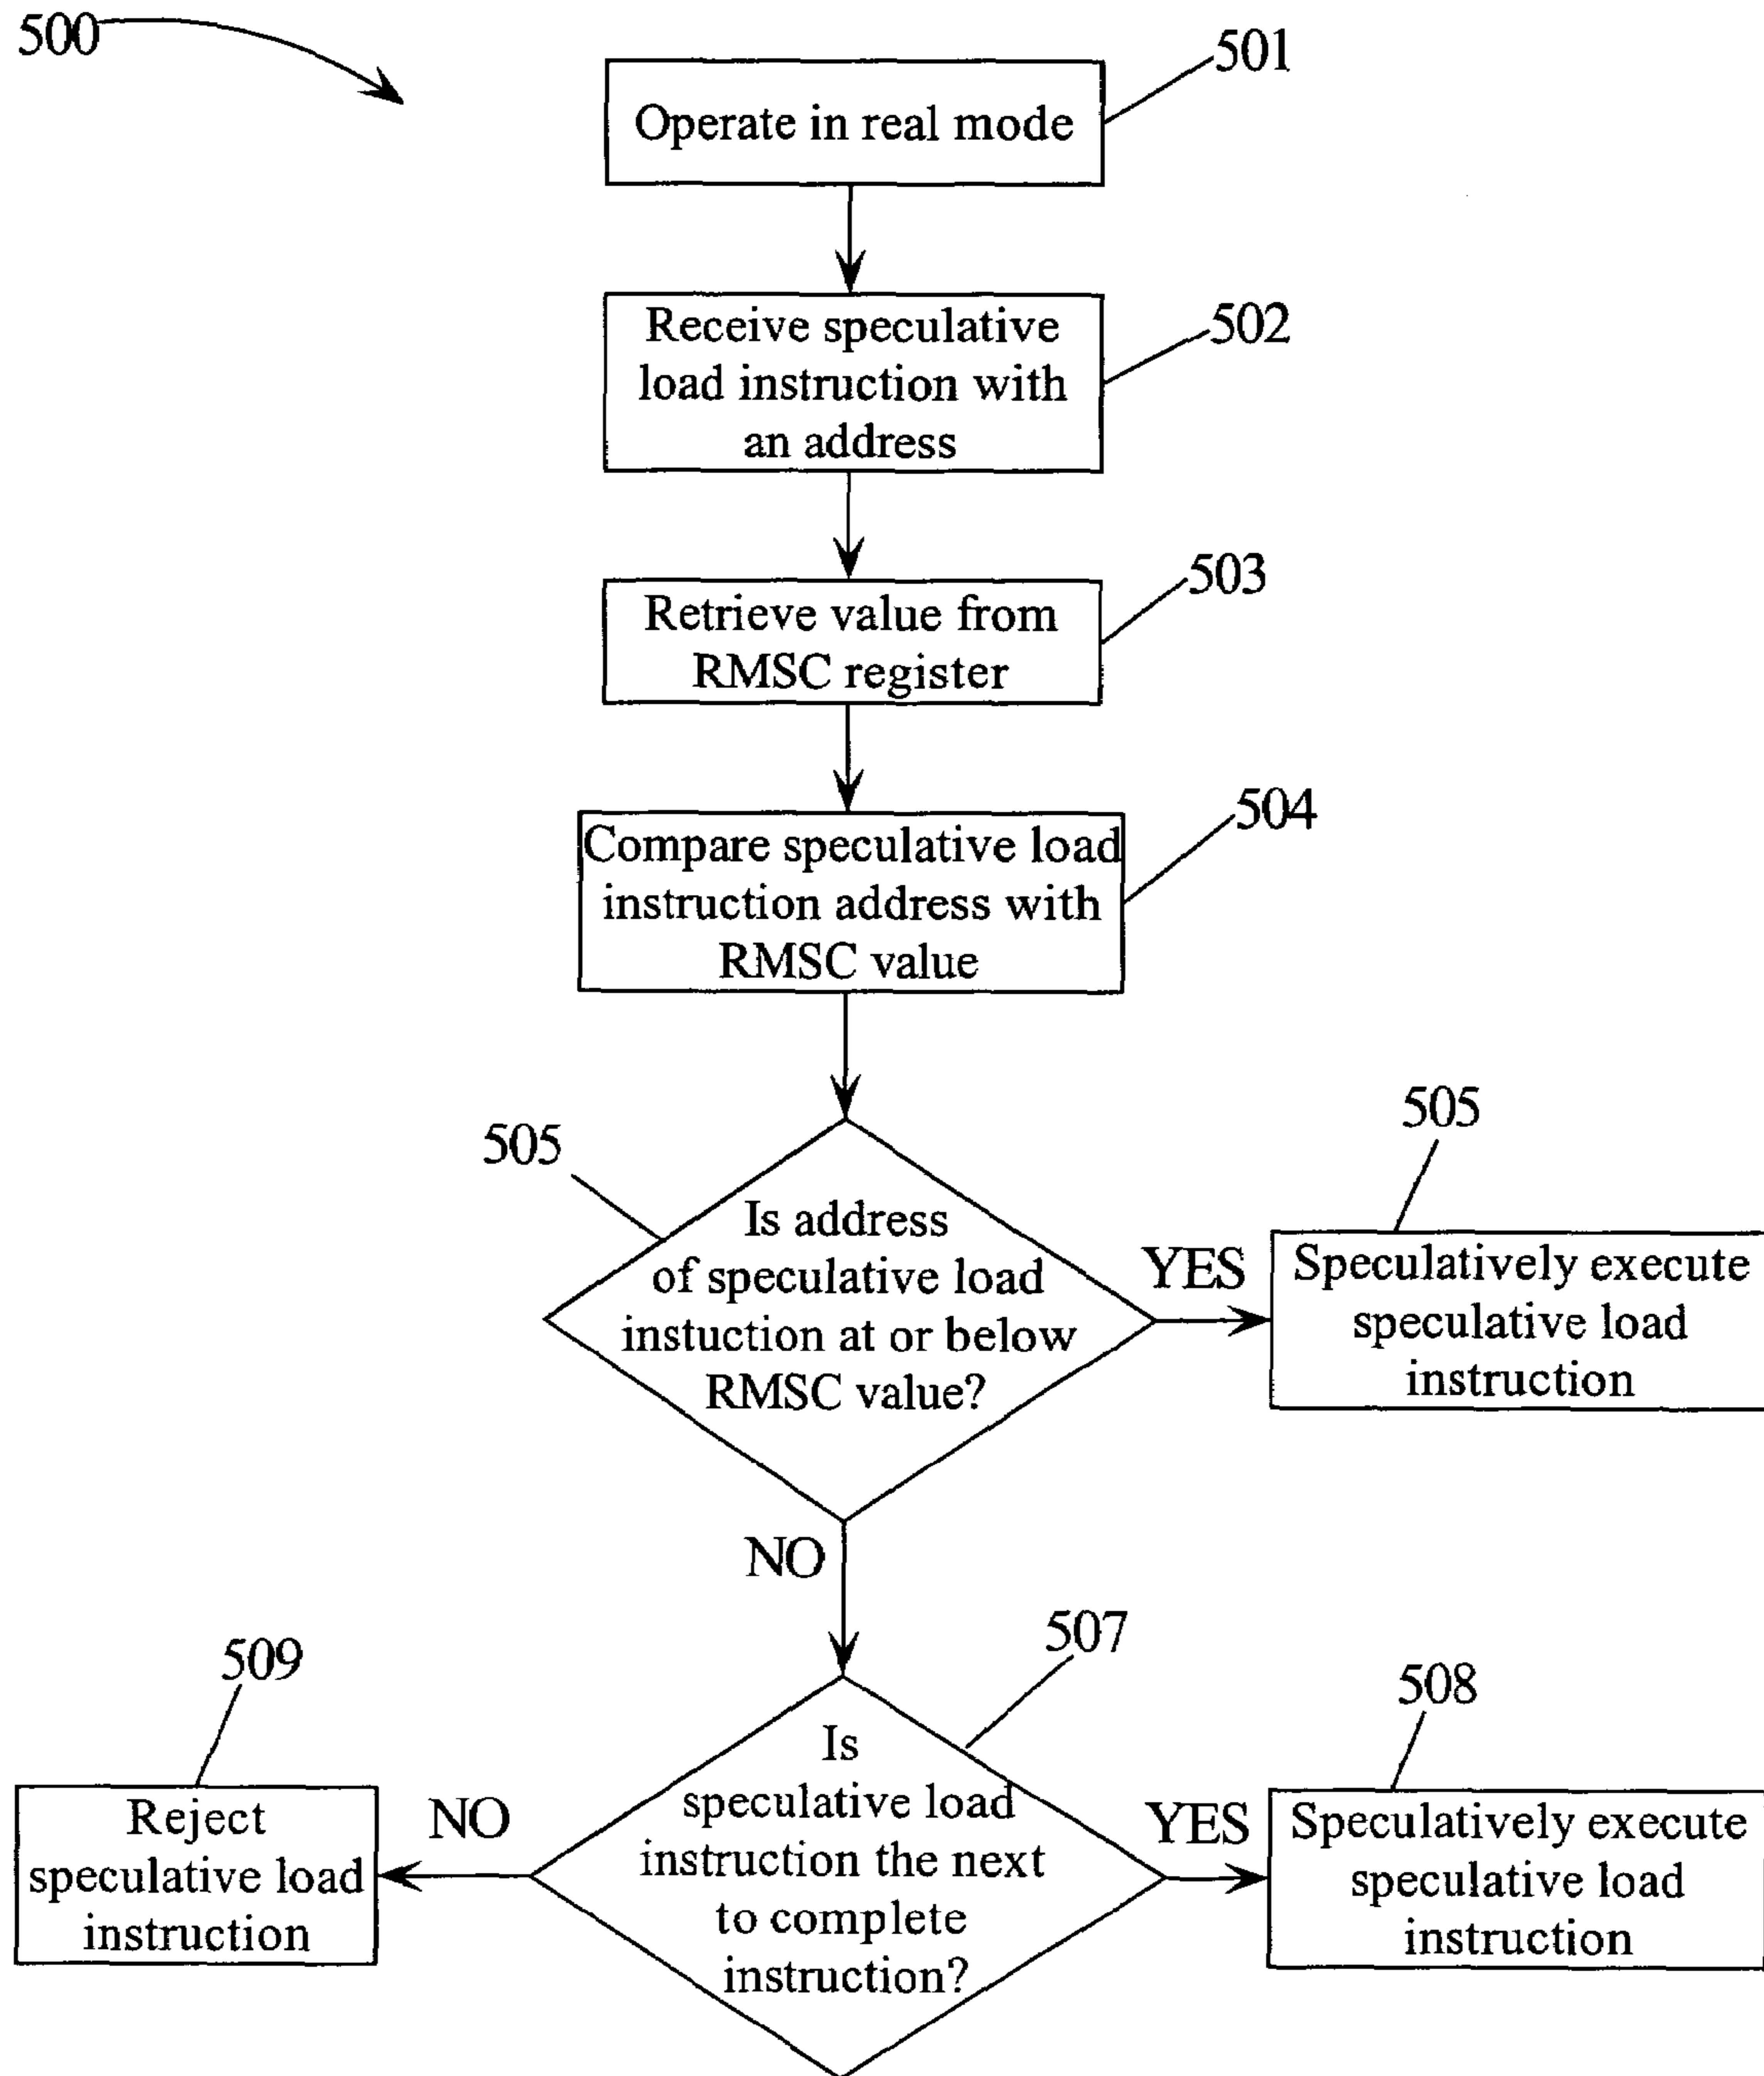 500
501
Operate in real mode
502
Receive speculative
load instruction with
an address
503
Retrieve value from
RMSC register
504
Compare speculative load
instruction address with
RMSC value
505
Is address
of speculative load
instuction at or below
RMSC value?
YES
505
Speculatively execute
speculative load
instruction
NO
507
Is
speculative load
instruction the next
to complete
instruction?
YES
508
Speculatively execute
speculative load
instruction
NO
509
Reject
speculative load
instruction